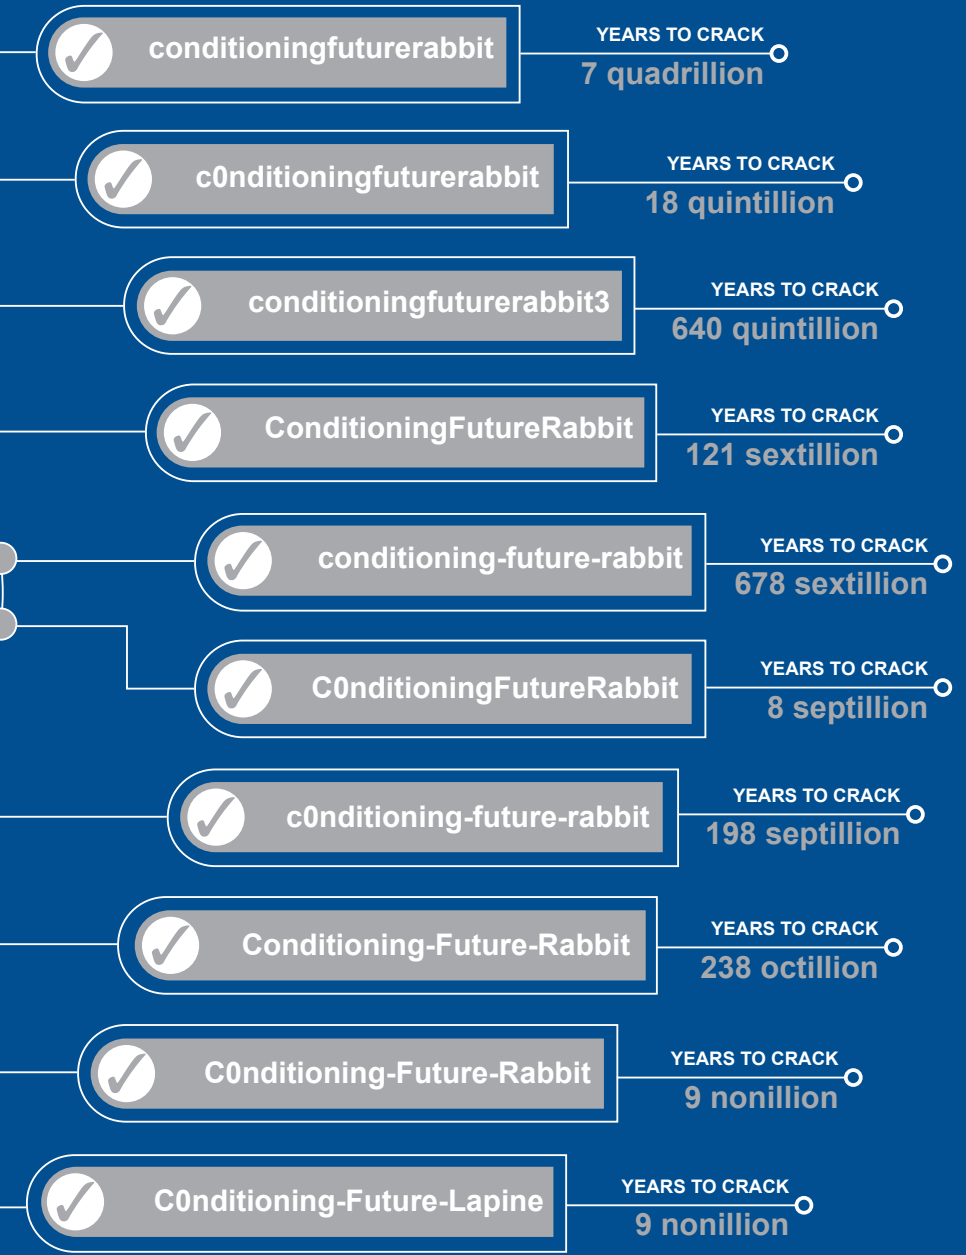 conditioningfuturerabbit
YEARS TO CRACK
7 quadrillion
c0nditioningfuturerabbit
YEARS TO CRACK
18 quintillion
conditioningfuturerabbit3
YEARS TO CRACK
640 quintillion
ConditioningFutureRabbit
YEARS TO CRACK
121 sextillion
conditioning-future-rabbit
YEARS TO CRACK
678 sextillion
C0nditioningFutureRabbit
YEARS TO CRACK
8 septillion
c0nditioning-future-rabbit
YEARS TO CRACK
198 septillion
Conditioning-Future-Rabbit
YEARS TO CRACK
238 octillion
C0nditioning-Future-Rabbit
YEARS TO CRACK
9 nonillion
C0nditioning-Future-Lapine
YEARS TO CRACK
9 nonillion